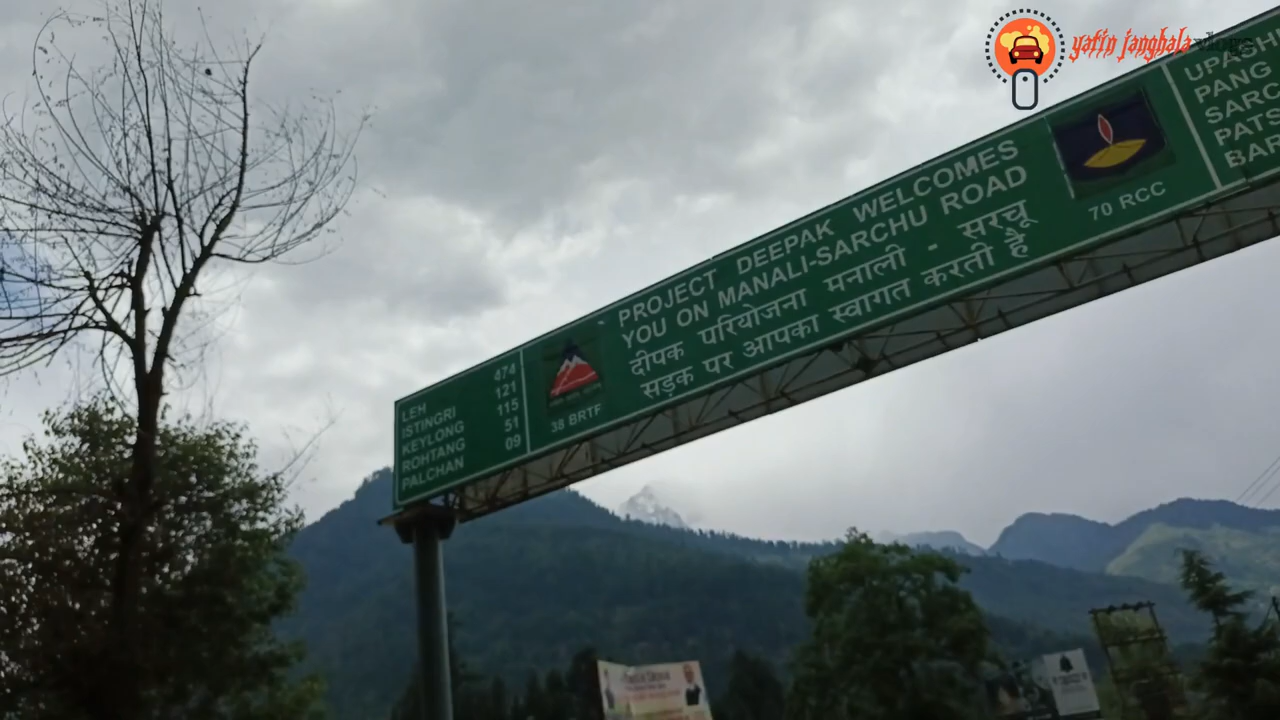 yafin janghala vlogs
LEH 474
ISTINGRI 121
KEYLONG 115
ROHTANG 51
PALCHAN 09
38 BRTF
PROJECT DEEPAK WELCOMES
YOU ON MANALI-SARCHU ROAD
दीपक परियोजना मनाली - सरचू
सड़क पर आपका स्वागत करती है
70 RCC
UPASHI
PANG
SARC
PATS
BAR